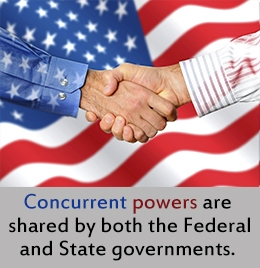 Concurrent powers are
shared by both the Federal
and State governments.